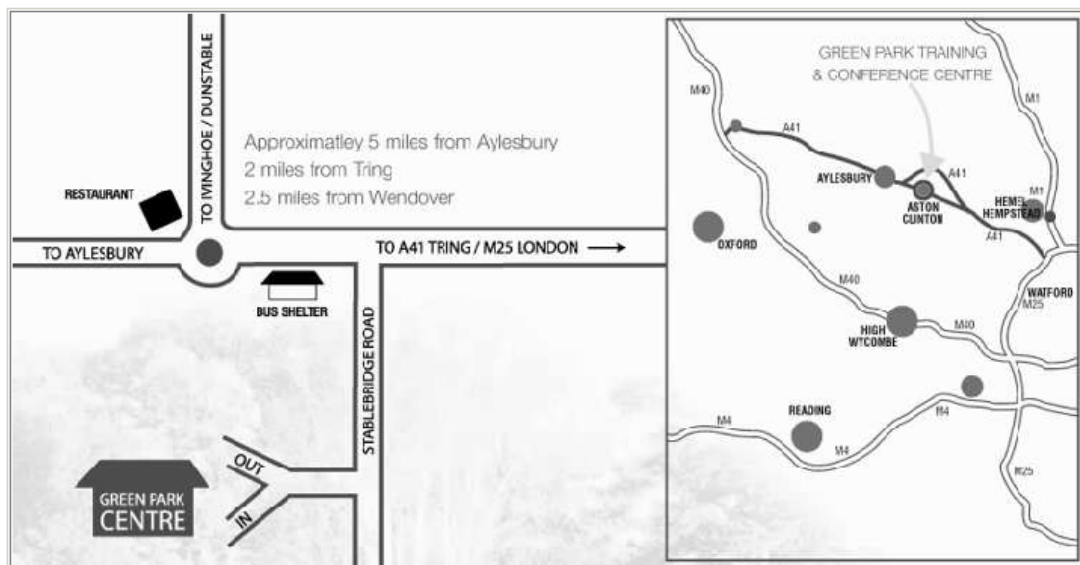 TO IVINGHOE / DUNSTABLE
Approximatley 5 miles from Aylesbury
2 miles from Tring
2.5 miles from Wendover
RESTAURANT
TO AYLESBURY
TO A41 TRING / M25 LONDON
BUS SHELTER
STABLEBRIDGE ROAD
OUT
IN
GREEN PARK
CENTRE
GREEN PARK TRAINING
& CONFERENCE CENTRE
M40
M1
A41
AYLESBURY
A41
ASTON
CLINTON
M1
HEMEL
HEMPSTEAD
A41
OXFORD
WATFORD
M25
M40
HIGH
WYCOMBE
M40
READING
M4
M4
M4
M25